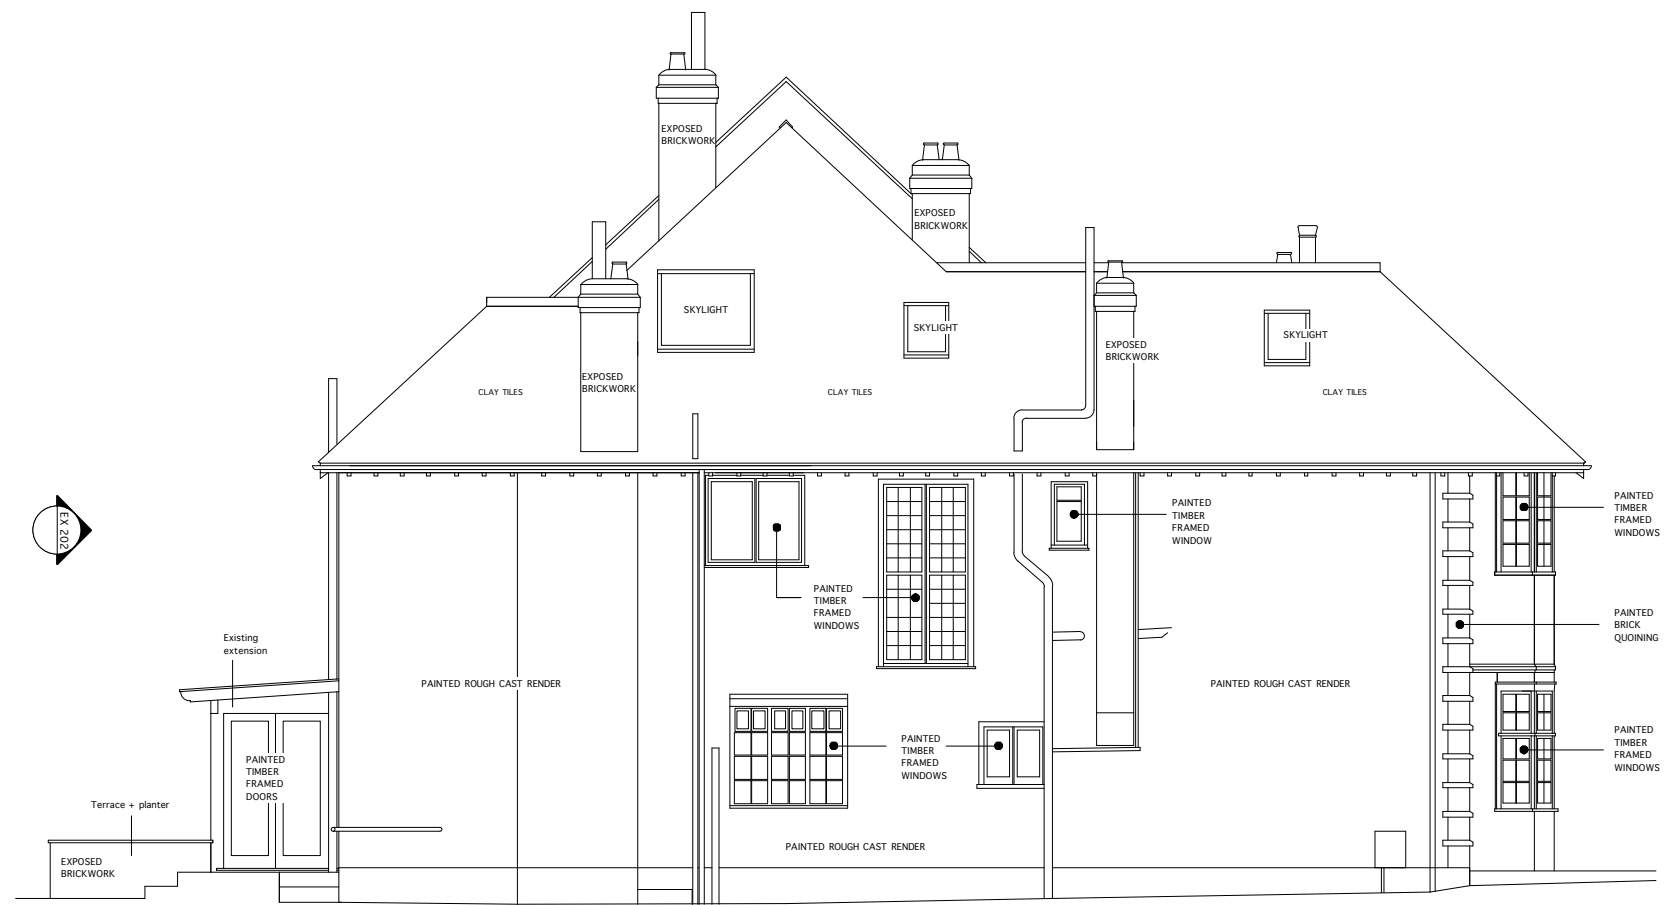 EXPOSED
BRICKWORK
EXPOSED
BRICKWORK
SKYLIGHT
SKYLIGHT
SKYLIGHT
EXPOSED
BRICKWORK
EXPOSED
BRICKWORK
CLAY TILES
CLAY TILES
CLAY TILES
EX 202
PAINTED
TIMBER
FRAMED
WINDOW
PAINTED
TIMBER
FRAMED
WINDOWS
PAINTED
TIMBER
FRAMED
WINDOWS
PAINTED
BRICK
QUOINING
Existing
extension
PAINTED ROUGH CAST RENDER
PAINTED ROUGH CAST RENDER
PAINTED
TIMBER
FRAMED
DOORS
PAINTED
TIMBER
FRAMED
WINDOWS
PAINTED
TIMBER
FRAMED
WINDOWS
Terrace + planter
EXPOSED
BRICKWORK
PAINTED ROUGH CAST RENDER